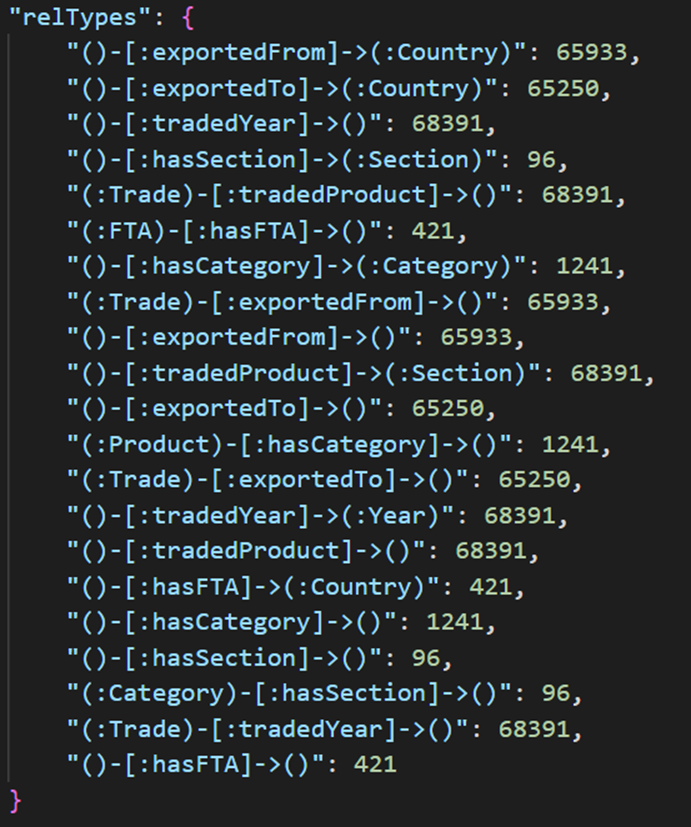 "relTypes": {
"()-[:exportedFrom]->(:Country)": 65933,
"()-[:exportedTo]->(:Country)": 65250,
"()-[:tradedYear]->()": 68391,
"()-[:hasSection]->(:Section)": 96,
"(:Trade)-[:tradedProduct]->()": 68391,
"(:FTA)-[:hasFTA]->()": 421,
"()-[:hasCategory]->(:Category)": 1241,
"(:Trade)-[:exportedFrom]->()": 65933,
"()-[:exportedFrom]->()": 65933,
"()-[:tradedProduct]->(:Section)": 68391,
"()-[:exportedTo]->()": 65250,
"(:Product)-[:hasCategory]->()": 1241,
"(:Trade)-[:exportedTo]->()": 65250,
"()-[:tradedYear]->(:Year)": 68391,
"()-[:tradedProduct]->()": 68391,
"()-[:hasFTA]->(:Country)": 421,
"()-[:hasCategory]->()": 1241,
"()-[:hasSection]->()": 96,
"(:Category)-[:hasSection]->()": 96,
"(:Trade)-[:tradedYear]->()": 68391,
"()-[:hasFTA]->()": 421
}